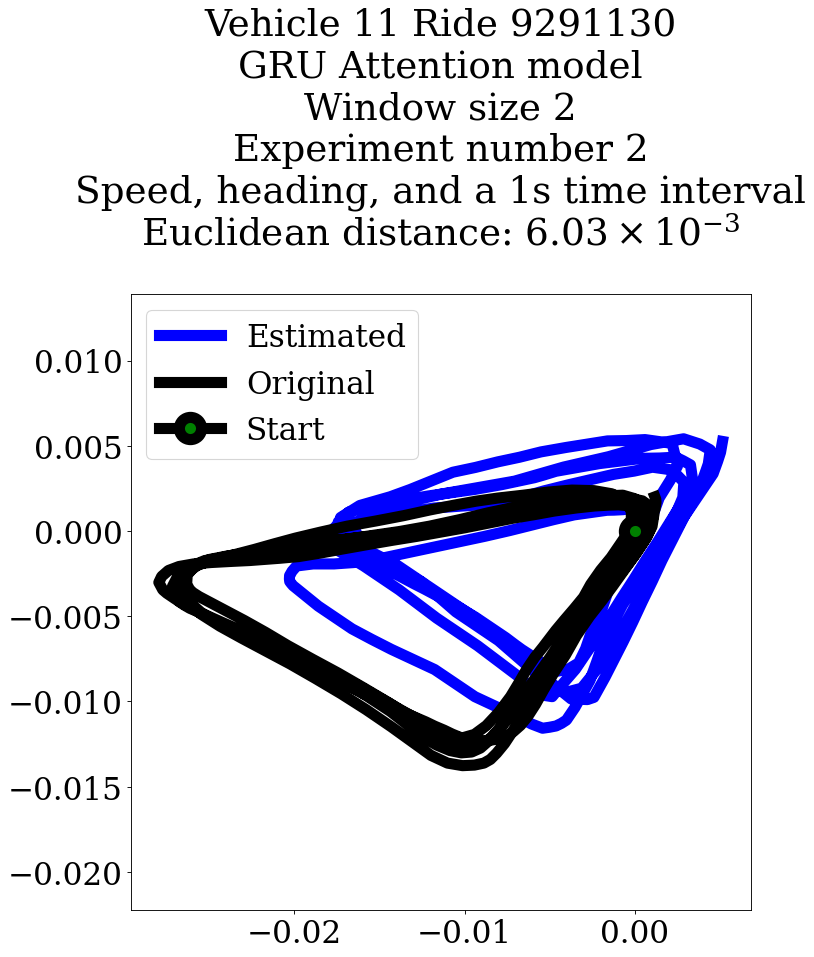 Vehicle 11 Ride 9291130
GRU Attention model
Window size 2
Experiment number 2
Speed, heading, and a 1s time interval
Euclidean distance: 6.03 × 10⁻³
Estimated
Original
Start
0.010
0.005
0.000
−0.005
−0.010
−0.015
−0.020
−0.02 −0.01 0.00